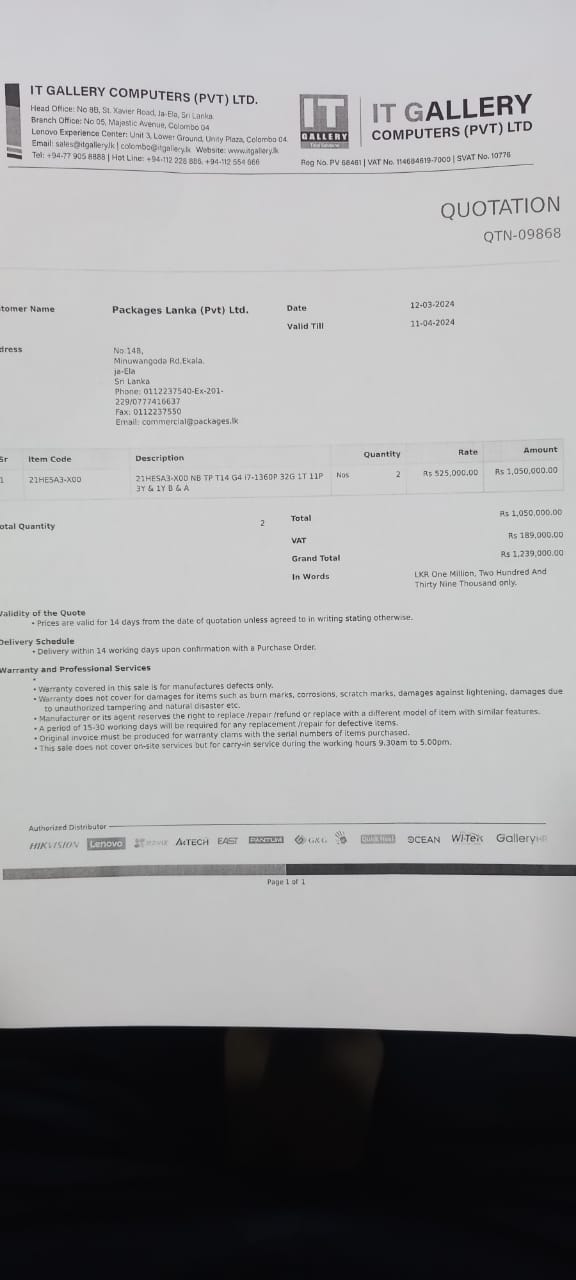 IT GALLERY COMPUTERS (PVT) LTD.
Head Office: No 8B, St. Xavier Road, Ja-Ela, Sri Lanka
Branch Office: No 05, Majestic Avenue, Colombo 04
Lenovo Experience Center: Unit 3, Lower Ground, Unity Plaza, Colombo 04
Email: sales@itgallery.lk | colombo@itgallery.lk Website: www.itgallery.lk
Tel: +94-77 905 8888 | Hot Line: +94-112 228 886, +94-112 554 666
IT
GALLERY
IT GALLERY
COMPUTERS (PVT) LTD
Reg No. PV 68461 | VAT No. 114684619-7000 | SVAT No. 10776
QUOTATION
QTN-09868
tomer Name Packages Lanka (Pvt) Ltd. Date 12-03-2024
Valid Till 11-04-2024
dress No:148,
Minuwangoda Rd.Ekala.
ja-Ela
Sri Lanka
Phone: 0112237540-Ex-201-
229/0777416637
Fax: 0112237550
Email: commercial@packages.lk
Sr Item Code Description Quantity Rate Amount
1 21HESA3-X00 21HESA3-X00 NB TP T14 G4 i7-1360P 32G 1T 11P Nos 2 Rs 525,000.00 Rs 1,050,000.00
3Y & 1Y B & A
otal Quantity 2 Total Rs 1,050,000.00
VAT Rs 189,000.00
Grand Total Rs 1,239,000.00
In Words LKR One Million, Two Hundred And
Thirty Nine Thousand only.
Validity of the Quote
• Prices are valid for 14 days from the date of quotation unless agreed to in writing stating otherwise.
Delivery Schedule
• Delivery within 14 working days upon confirmation with a Purchase Order.
Warranty and Professional Services
•
• Warranty covered in this sale is for manufactures defects only.
• Warranty does not cover for damages for items such as burn marks, corrosions, scratch marks, damages against lightening, damages due
to unauthorized tampering and natural disaster etc.
• Manufacturer or its agent reserves the right to replace /repair /refund or replace with a different model of item with similar features.
• A period of 15-30 working days will be required for any replacement /repair for defective items.
• Original invoice must be produced for warranty clams with the serial numbers of items purchased.
• This sale does not cover on-site services but for carry-in service during the working hours 9.30am to 5.00pm.
Authorized Distributor
HIKVISION Lenovo A4TECH EAST PANTUM G&G OCEAN Wi-Tek Gallery
Page 1 of 1